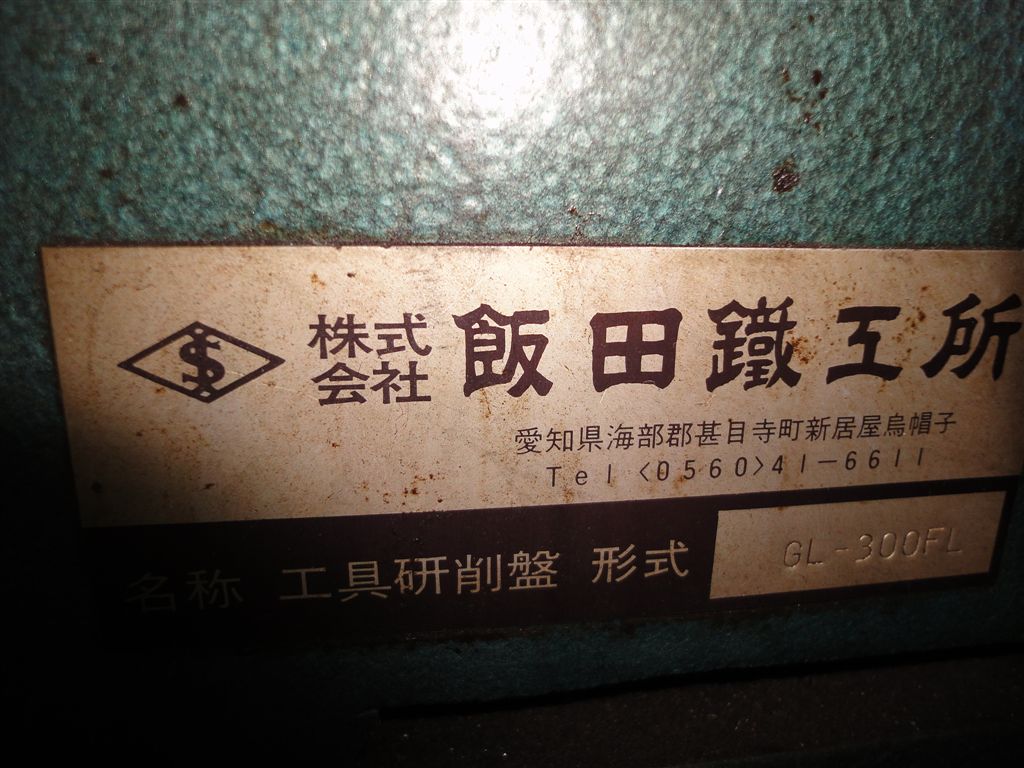 株式会社 飯田鐵工所
愛知県海部郡甚目寺町新居屋烏帽子
Tel <0560>41-6611
名称 工具研削盤 形式 GL-300FL